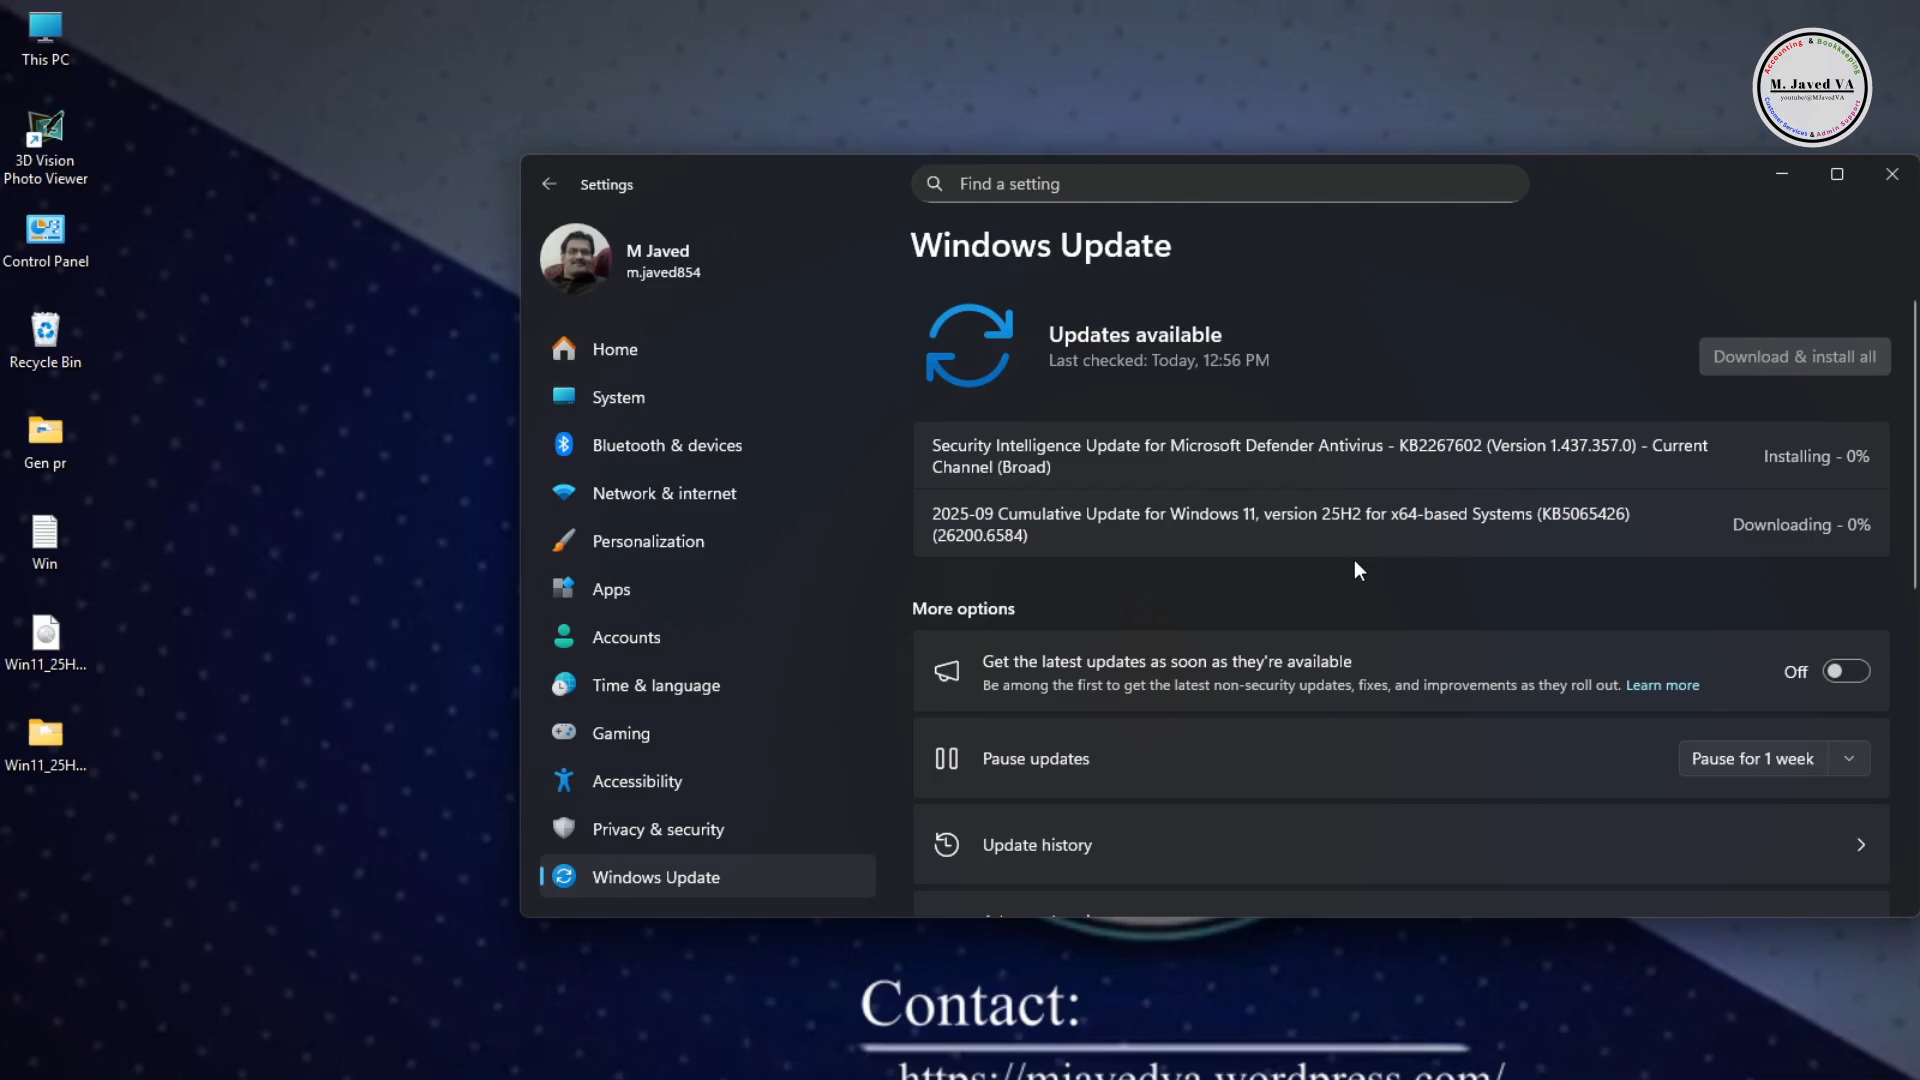 This PC
3D Vision
Photo Viewer
Control Panel
Recycle Bin
Gen pr
Win
Win11_25H...
Win11_25H...
Accounting & Bookkeeping
M. Javed VA
youtube/@MJavedVA
Customer Services & Admin Support
Settings
Find a setting
M Javed
m.javed854
Home
System
Bluetooth & devices
Network & internet
Personalization
Apps
Accounts
Time & language
Gaming
Accessibility
Privacy & security
Windows Update
Windows Update
Updates available
Last checked: Today, 12:56 PM
Download & install all
Security Intelligence Update for Microsoft Defender Antivirus - KB2267602 (Version 1.437.357.0) - Current
Channel (Broad)
Installing - 0%
2025-09 Cumulative Update for Windows 11, version 25H2 for x64-based Systems (KB5065426)
(26200.6584)
Downloading - 0%
More options
Get the latest updates as soon as they're available
Be among the first to get the latest non-security updates, fixes, and improvements as they roll out. Learn more
Off
Pause updates
Pause for 1 week
Update history
Contact:
https://mjavedva.wordpress.com/